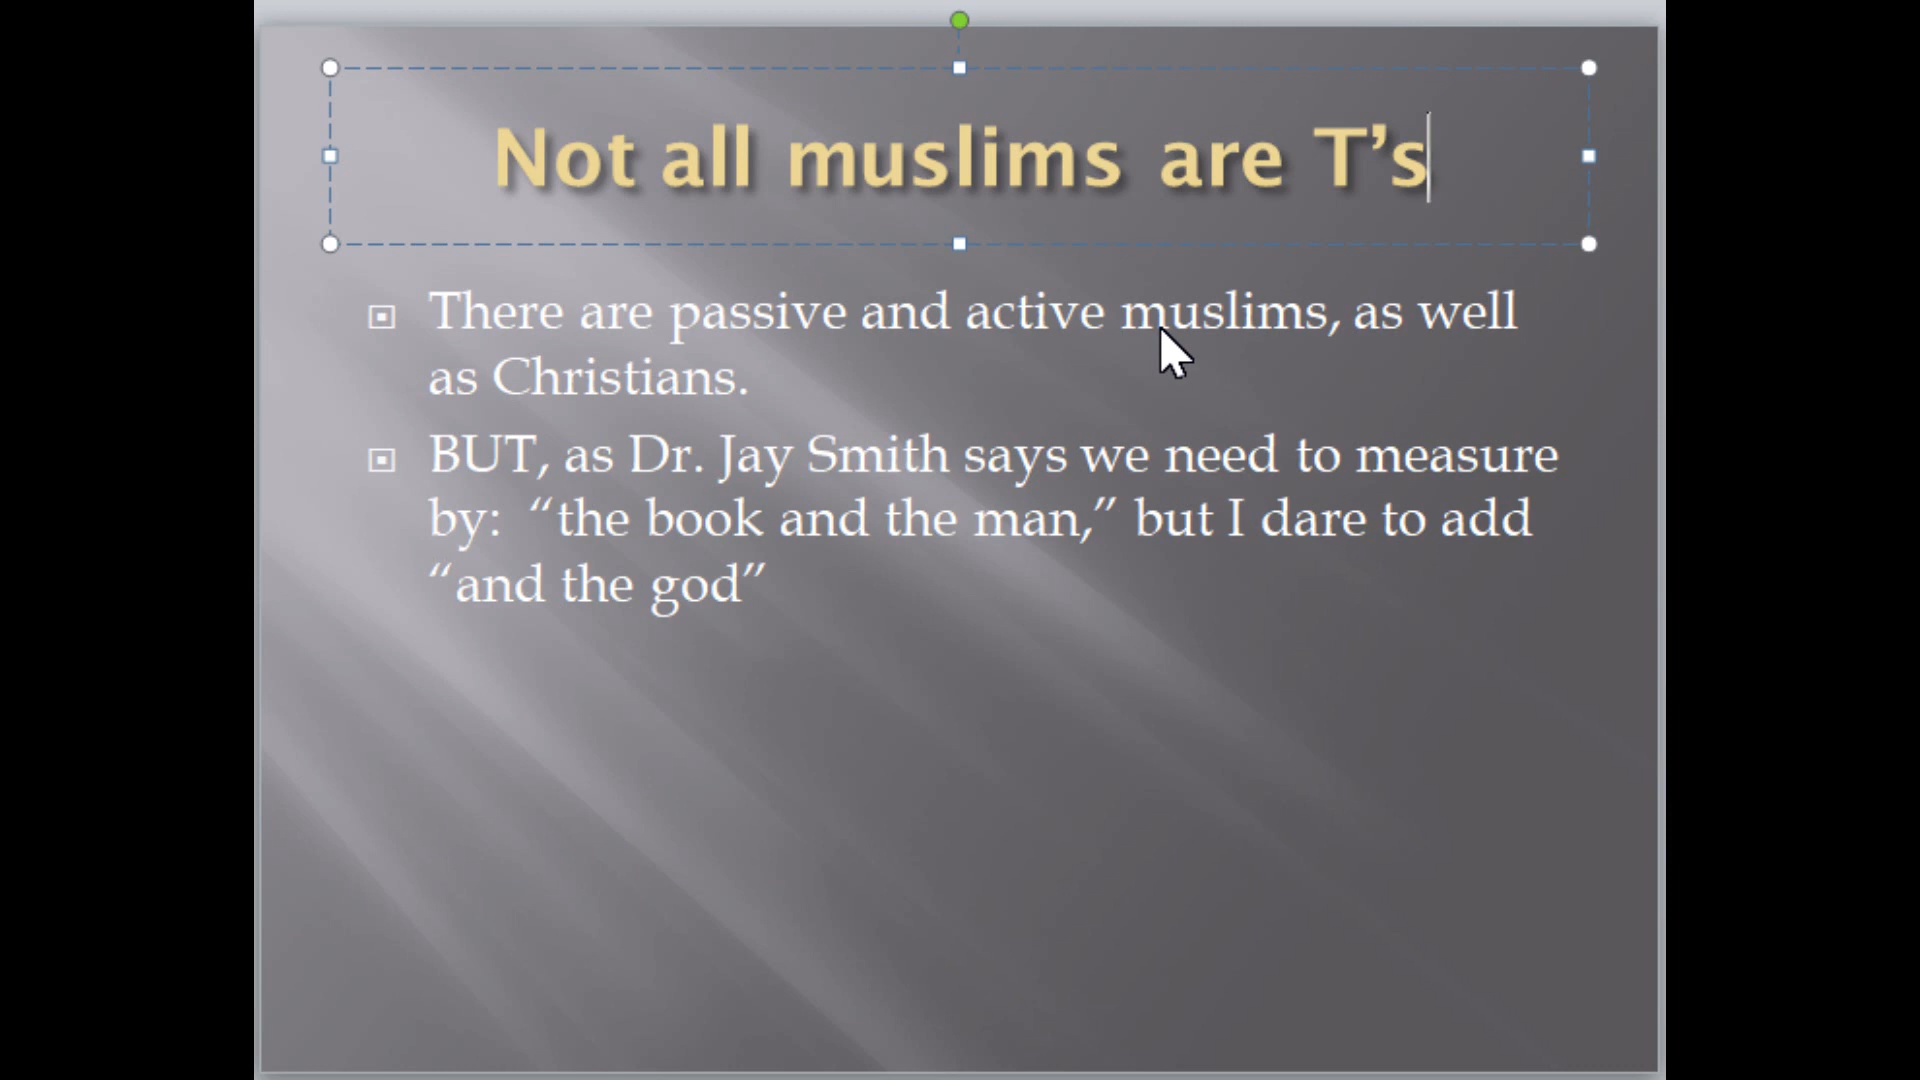 Not all muslims are T’s
There are passive and active muslims, as well
as Christians.
BUT, as Dr. Jay Smith says we need to measure
by:  “the book and the man,” but I dare to add
“and the god”